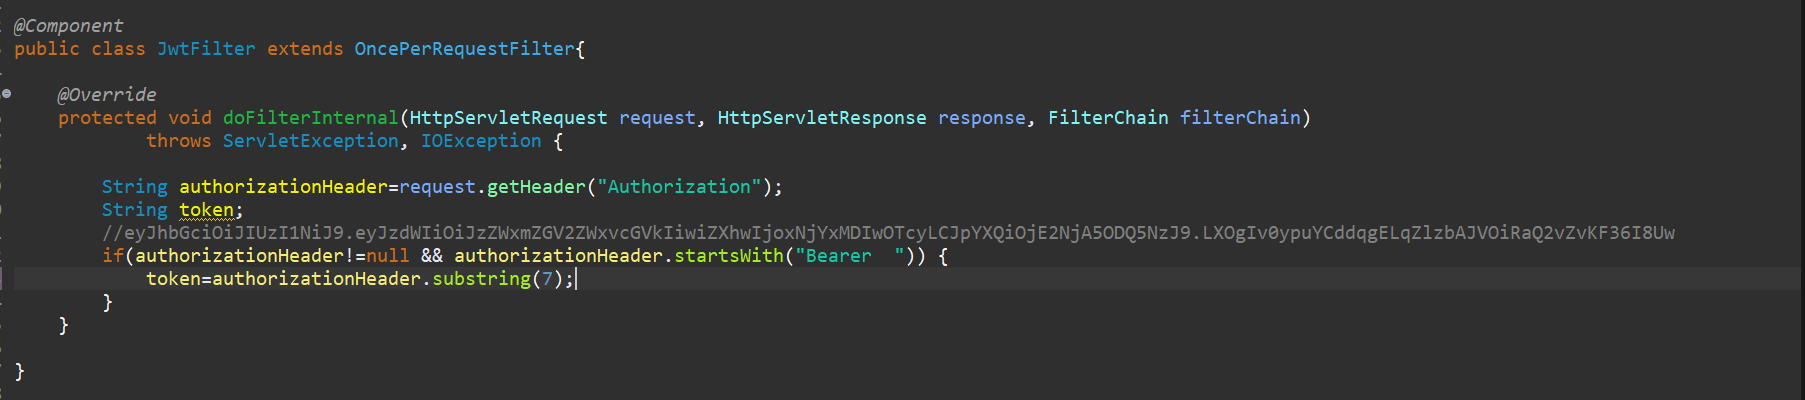 @Component
public class JwtFilter extends OncePerRequestFilter{
@Override
protected void doFilterInternal(HttpServletRequest request, HttpServletResponse response, FilterChain filterChain)
throws ServletException, IOException {
String authorizationHeader=request.getHeader("Authorization");
String token;
//eyJhbGciOiJIUzI1NiJ9.eyJzdWIiOiJzZWxmZGV2ZWxvcGVkIiwiZXhwIjoxNjYxMDIwOTcyLCJpYXQiOjE2NjA5ODQ5NzJ9.LXOgIv0ypuYCddqgELqZlzbAJVOiRaQ2vZvKF36I8Uw
if(authorizationHeader!=null && authorizationHeader.startsWith("Bearer  ")) {
token=authorizationHeader.substring(7);
}
}
}